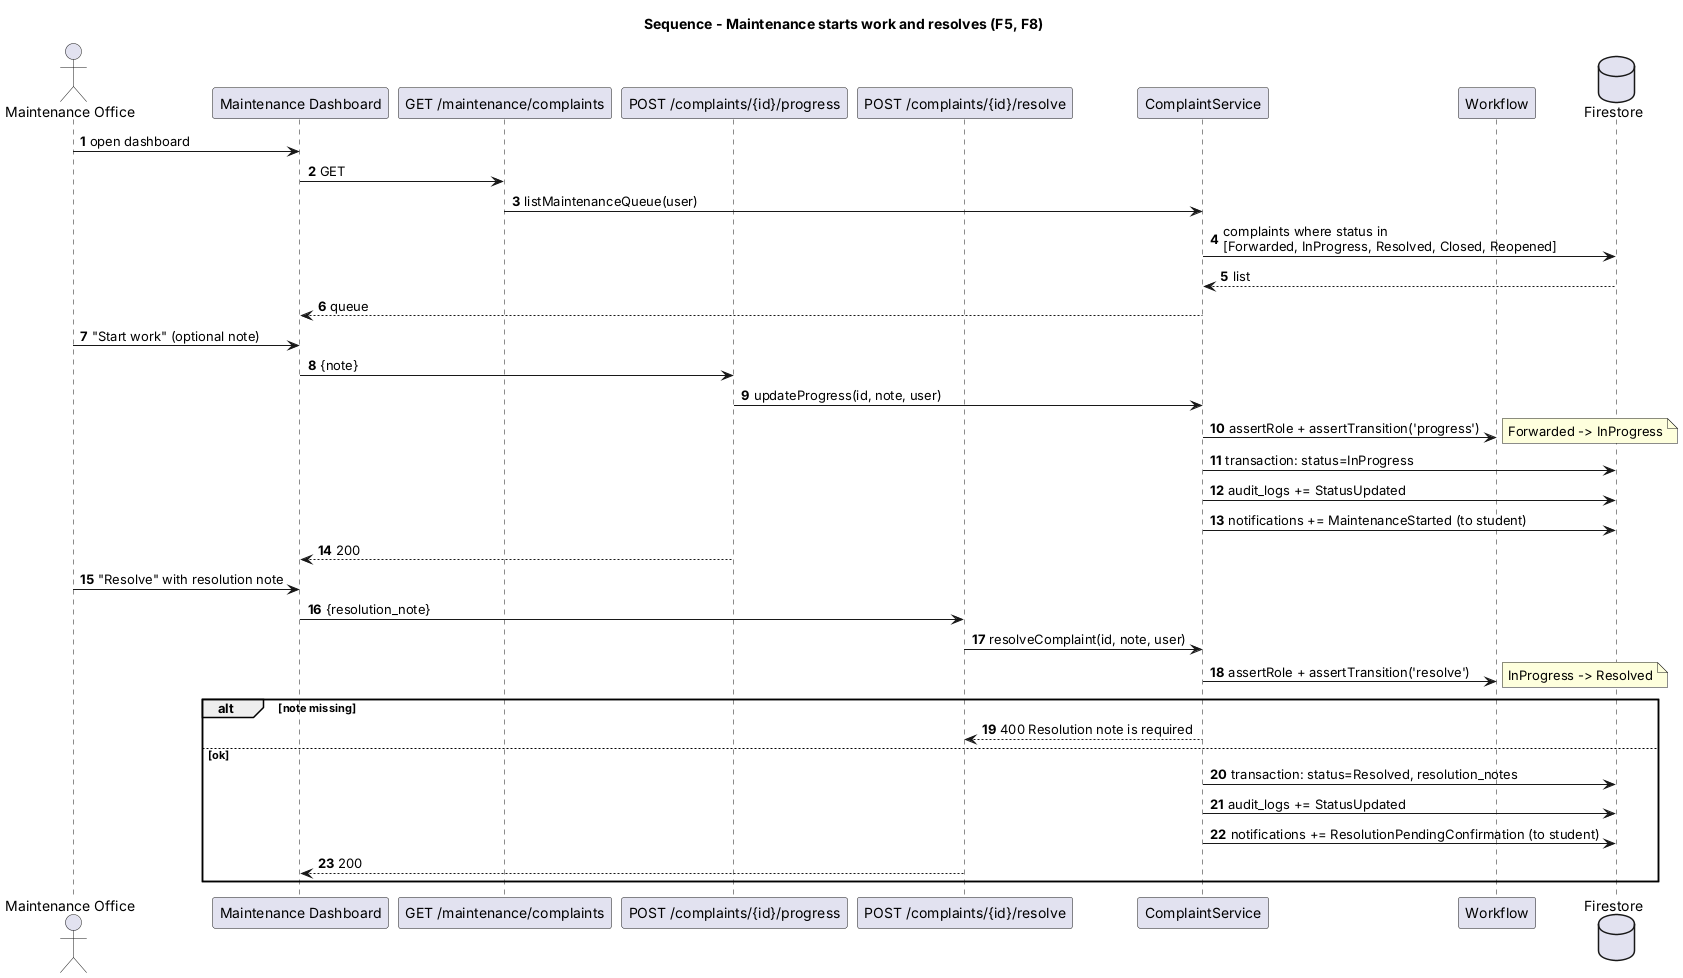 Sequence - Maintenance starts work and resolves (F5, F8)
Maintenance Office
Maintenance Dashboard
GET /maintenance/complaints
POST /complaints/{id}/progress
POST /complaints/{id}/resolve
ComplaintService
Workflow
Firestore
1 open dashboard
2 GET
3 listMaintenanceQueue(user)
4 complaints where status in
[Forwarded, InProgress, Resolved, Closed, Reopened]
5 list
6 queue
7 "Start work" (optional note)
8 {note}
9 updateProgress(id, note, user)
10 assertRole + assertTransition('progress')
Forwarded -> InProgress
11 transaction: status=InProgress
12 audit_logs += StatusUpdated
13 notifications += MaintenanceStarted (to student)
14 200
15 "Resolve" with resolution note
16 {resolution_note}
17 resolveComplaint(id, note, user)
18 assertRole + assertTransition('resolve')
InProgress -> Resolved
alt [note missing]
19 400 Resolution note is required
[ok]
20 transaction: status=Resolved, resolution_notes
21 audit_logs += StatusUpdated
22 notifications += ResolutionPendingConfirmation (to student)
23 200
Maintenance Office
Maintenance Dashboard
GET /maintenance/complaints
POST /complaints/{id}/progress
POST /complaints/{id}/resolve
ComplaintService
Workflow
Firestore